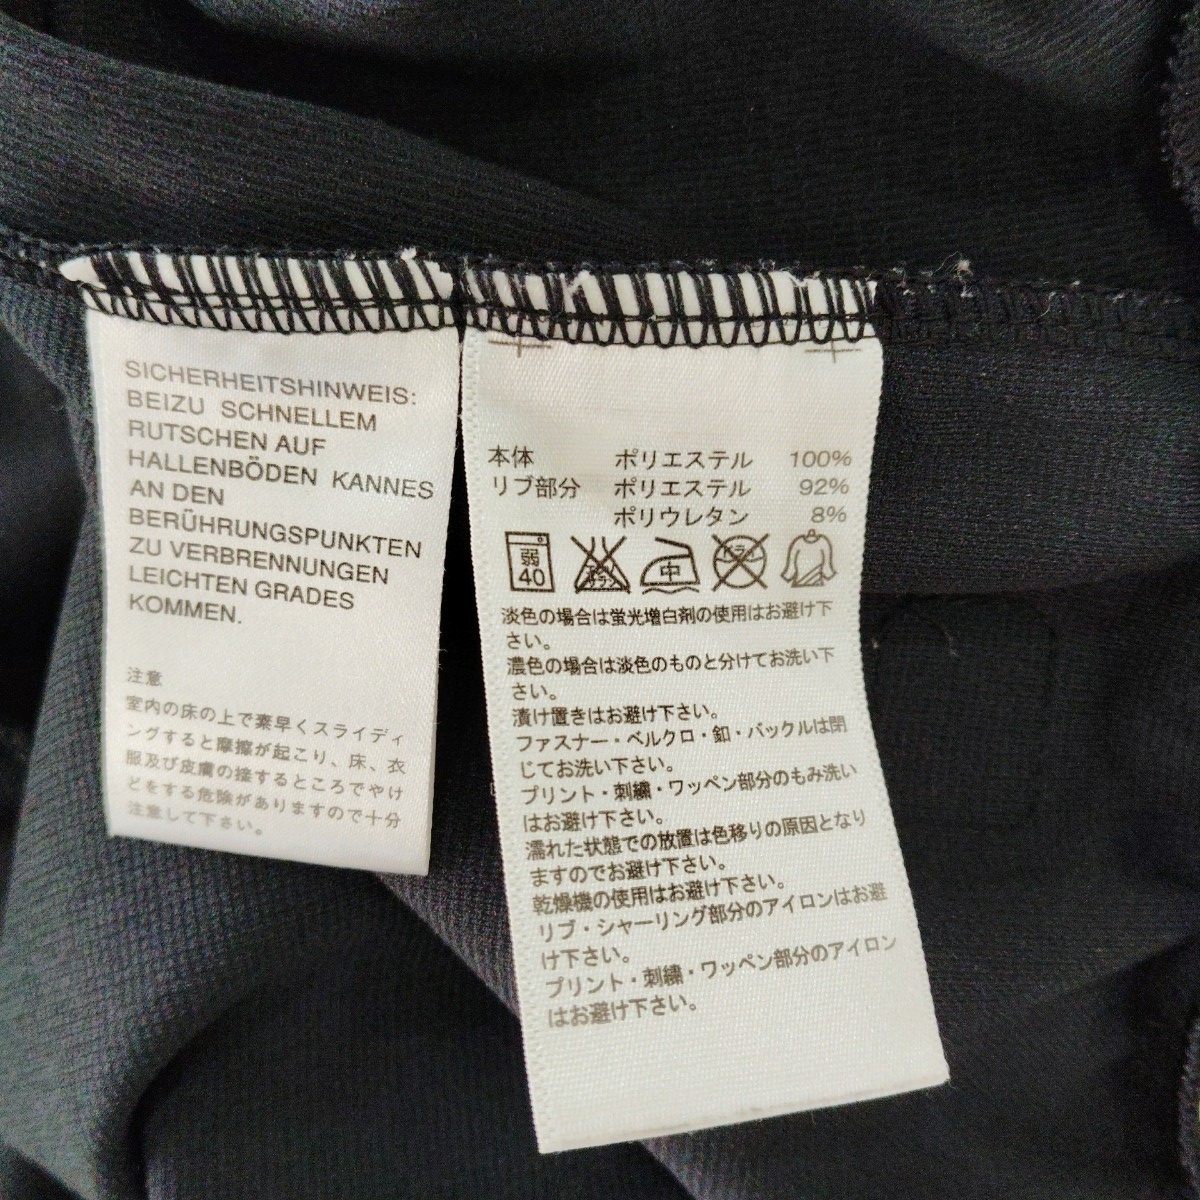 SICHERHEITSHINWEIS:
BEIZU SCHNELLEM
RUTSCHEN AUF
HALLENBÖDEN KANNES
AN DEN
BERÜHRUNGSPUNKTEN
ZU VERBRENNUNGEN
LEICHTEN GRADES
KOMMEN.
注意
室内の床の上で素早くスライディ
ングすると摩擦が起こり、床、衣
服及び皮膚の接するところでやけ
どをする危険がありますので十分
注意して下さい。
本体 ポリエステル 100%
リブ部分 ポリエステル 92%
ポリウレタン 8%
弱
40
エンソ
サラシ
中
ドライ
淡色の場合は蛍光増白剤の使用はお避け下
さい。
濃色の場合は淡色のものと分けてお洗い下
さい。
漬け置きはお避け下さい。
ファスナー・ベルクロ・釦・バックルは閉
じてお洗い下さい。
プリント・刺繍・ワッペン部分のもみ洗い
はお避け下さい。
濡れた状態での放置は色移りの原因となり
ますのでお避け下さい。
乾燥機の使用はお避け下さい。
リブ・シャーリング部分のアイロンはお避
け下さい。
プリント・刺繍・ワッペン部分のアイロン
はお避け下さい。